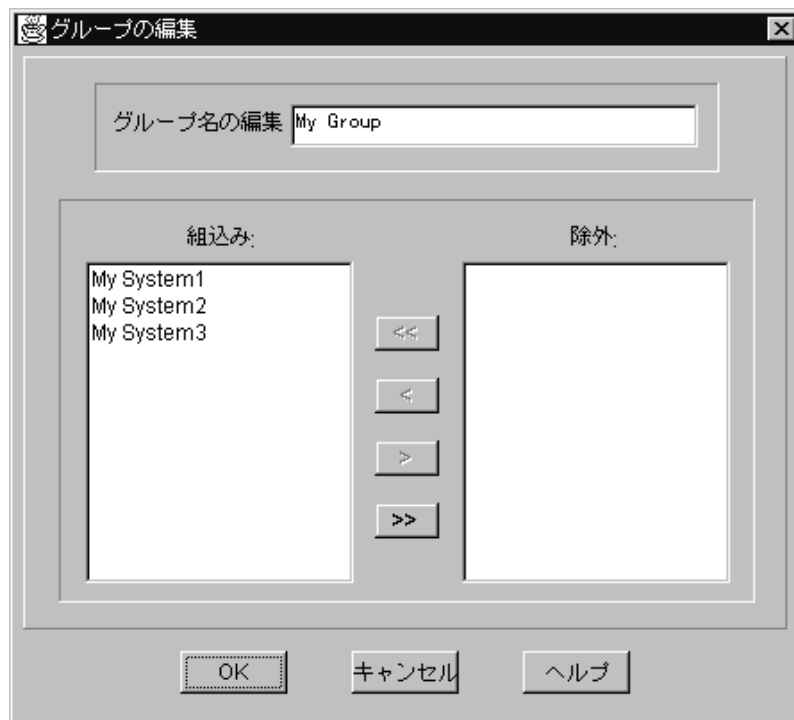 グループの編集
グループ名の編集 My Group
組込み: 除外:
My System1
My System2
My System3
<<
<
>
>>
OK キャンセル ヘルプ